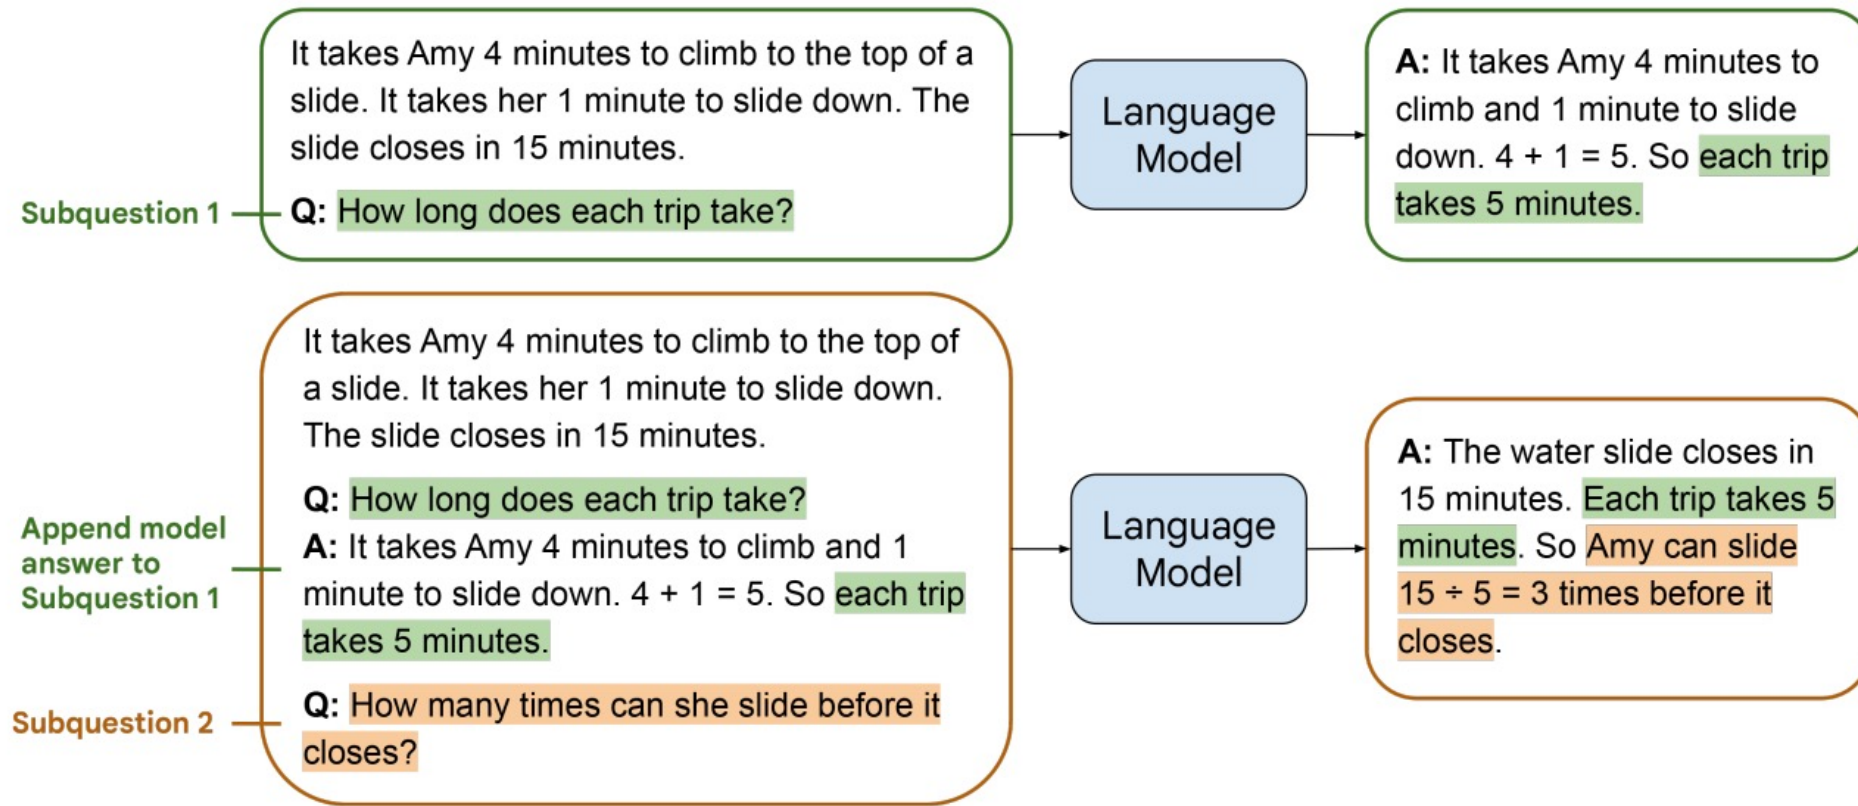 It takes Amy 4 minutes to climb to the top of a
slide. It takes her 1 minute to slide down. The
slide closes in 15 minutes.
Subquestion 1
Q: How long does each trip take?
Language
Model
A: It takes Amy 4 minutes to
climb and 1 minute to slide
down. 4 + 1 = 5. So each trip
takes 5 minutes.
It takes Amy 4 minutes to climb to the top of
a slide. It takes her 1 minute to slide down.
The slide closes in 15 minutes.
Q: How long does each trip take?
Append model
answer to
Subquestion 1
A: It takes Amy 4 minutes to climb and 1
minute to slide down. 4 + 1 = 5. So each trip
takes 5 minutes.
Subquestion 2
Q: How many times can she slide before it
closes?
Language
Model
A: The water slide closes in
15 minutes. Each trip takes 5
minutes. So Amy can slide
15 ÷ 5 = 3 times before it
closes.